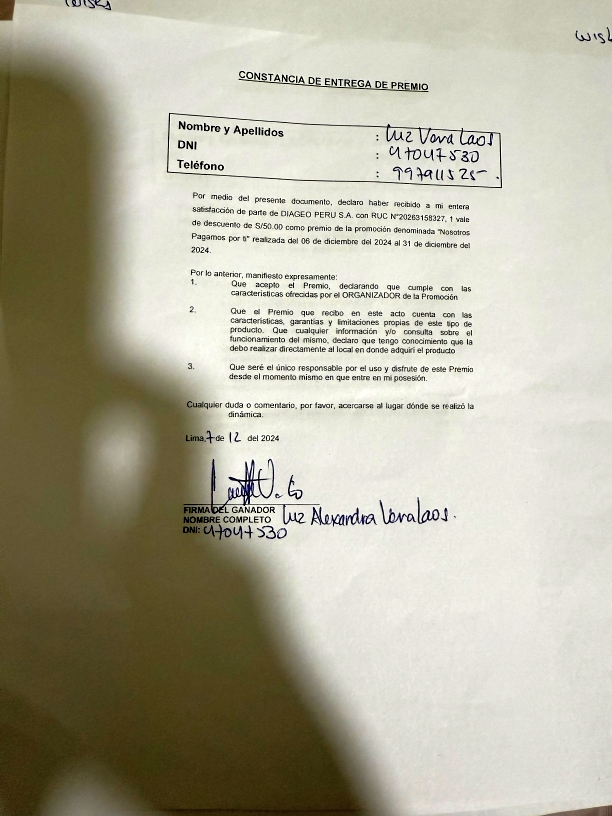 CONSTANCIA DE ENTREGA DE PREMIO
Nombre y Apellidos : Luz Vera Laos
DNI : 47047530
Teléfono : 997911525.
Por medio del presente documento, declaro haber recibido a mi entera
satisfacción de parte de DIAGEO PERU S.A. con RUC N°20263158327, 1 vale
de descuento de S/50.00 como premio de la promoción denominada "Nosotros
Pagamos por ti" realizada del 06 de diciembre del 2024 al 31 de diciembre del
2024.
Por lo anterior, manifiesto expresamente:
1. Que acepto el Premio, declarando que cumple con las
características ofrecidas por el ORGANIZADOR de la Promoción
2. Que el Premio que recibo en este acto cuenta con las
características, garantías y limitaciones propias de este tipo de
producto. Que cualquier información y/o consulta sobre el
funcionamiento del mismo, declaro que tengo conocimiento que la
debo realizar directamente al local en donde adquirí el producto
3. Que seré el único responsable por el uso y disfrute de este Premio
desde el momento mismo en que entre en mi posesión.
Cualquier duda o comentario, por favor, acercarse al lugar dónde se realizó la
dinámica.
Lima, 7 de 12 del 2024
FIRMA DEL GANADOR
NOMBRE COMPLETO Luz Alexandra Vera Laos.
DNI: 47047530